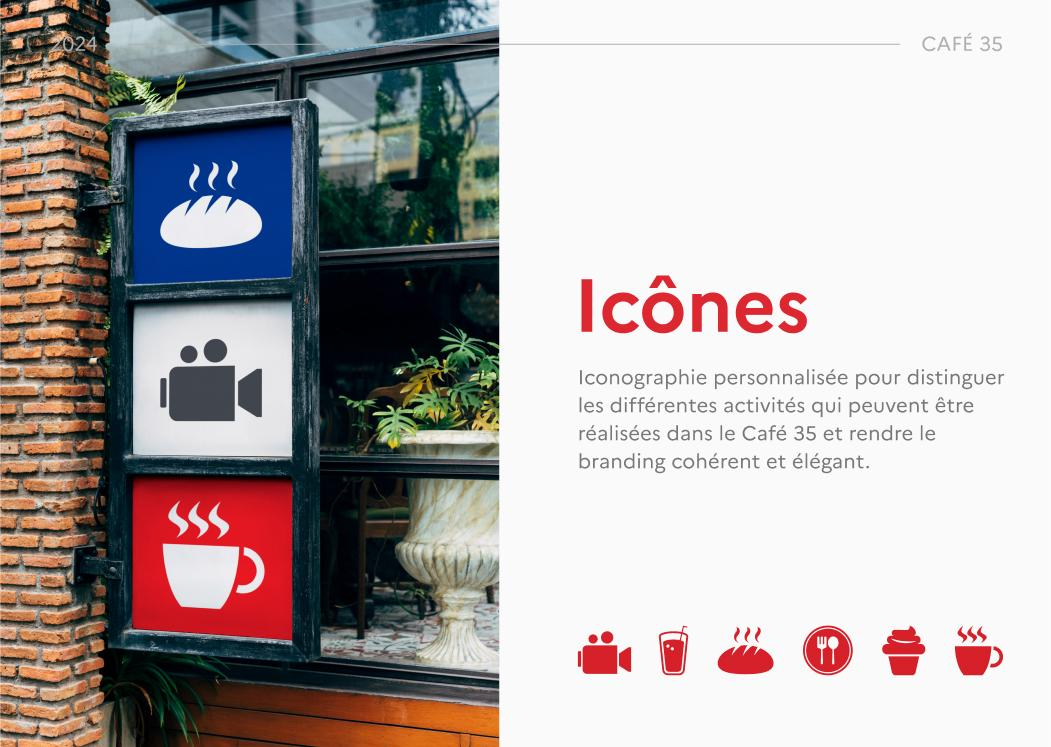 2024
CAFÉ 35
Icônes
Iconographie personnalisée pour distinguer
les différentes activités qui peuvent être
réalisées dans le Café 35 et rendre le
branding cohérent et élégant.